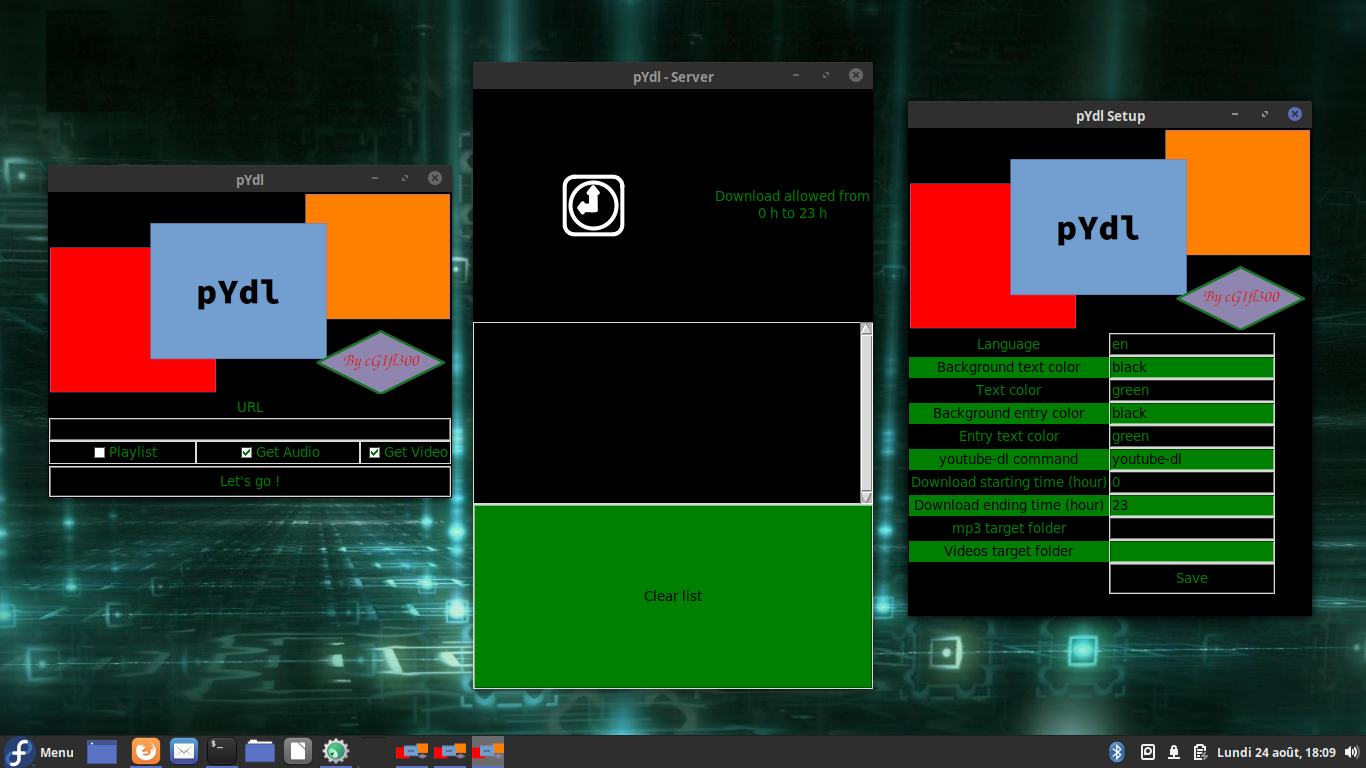 pYdl
pYdl
By cGIfl300
URL
Playlist Get Audio Get Video
Let's go !
pYdl - Server
Download allowed from
0 h to 23 h
Clear list
pYdl Setup
pYdl
By cGIfl300
Language en
Background text color black
Text color green
Background entry color black
Entry text color green
youtube-dl command youtube-dl
Download starting time (hour) 0
Download ending time (hour) 23
mp3 target folder
Videos target folder
Save
Menu
Lundi 24 août, 18:09